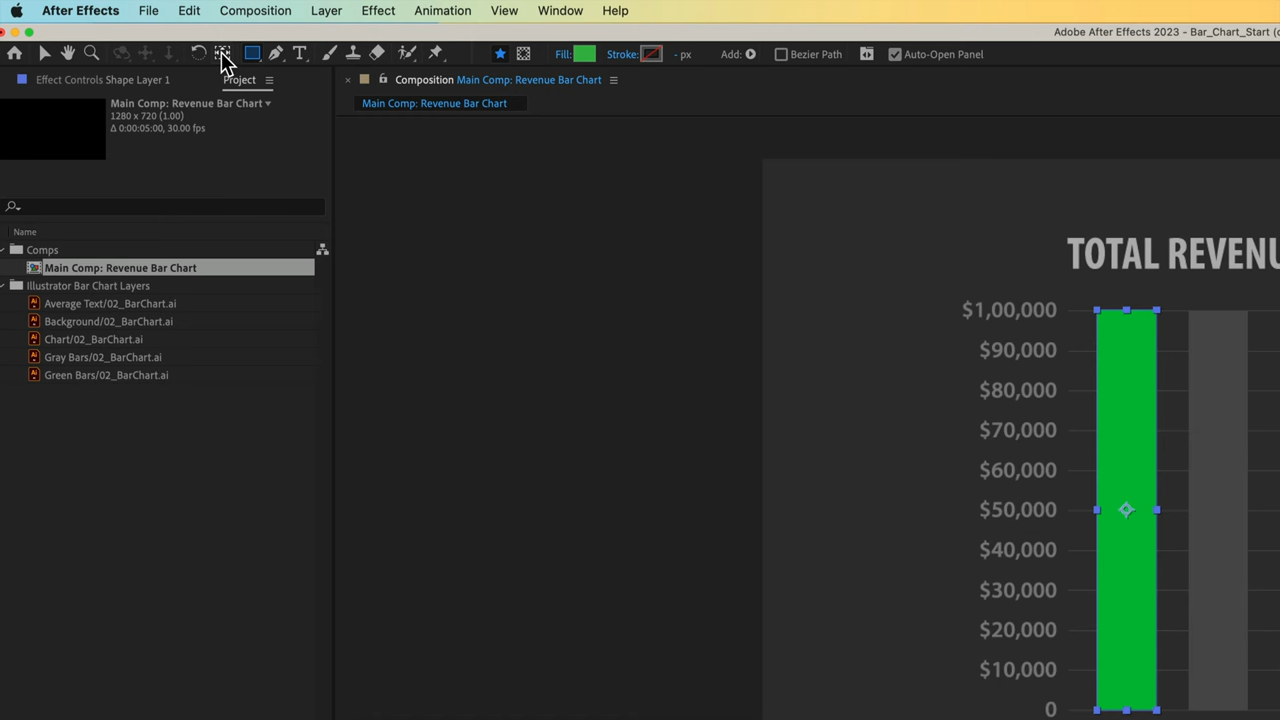 After Effects File Edit Composition Layer Effect Animation View Window Help
Adobe After Effects 2023 - Bar_Chart_Start (c
Fill: Stroke: - px Add: Bezier Path Auto-Open Panel
Effect Controls Shape Layer 1 Project
Composition Main Comp: Revenue Bar Chart
Main Comp: Revenue Bar Chart
Main Comp: Revenue Bar Chart
1280 x 720 (1.00)
Δ 0:00:05:00, 30.00 fps
Name
Comps
Main Comp: Revenue Bar Chart
Illustrator Bar Chart Layers
Average Text/02_BarChart.ai
Background/02_BarChart.ai
Chart/02_BarChart.ai
Gray Bars/02_BarChart.ai
Green Bars/02_BarChart.ai
TOTAL REVENU
$1,00,000
$90,000
$80,000
$70,000
$60,000
$50,000
$40,000
$30,000
$20,000
$10,000
0